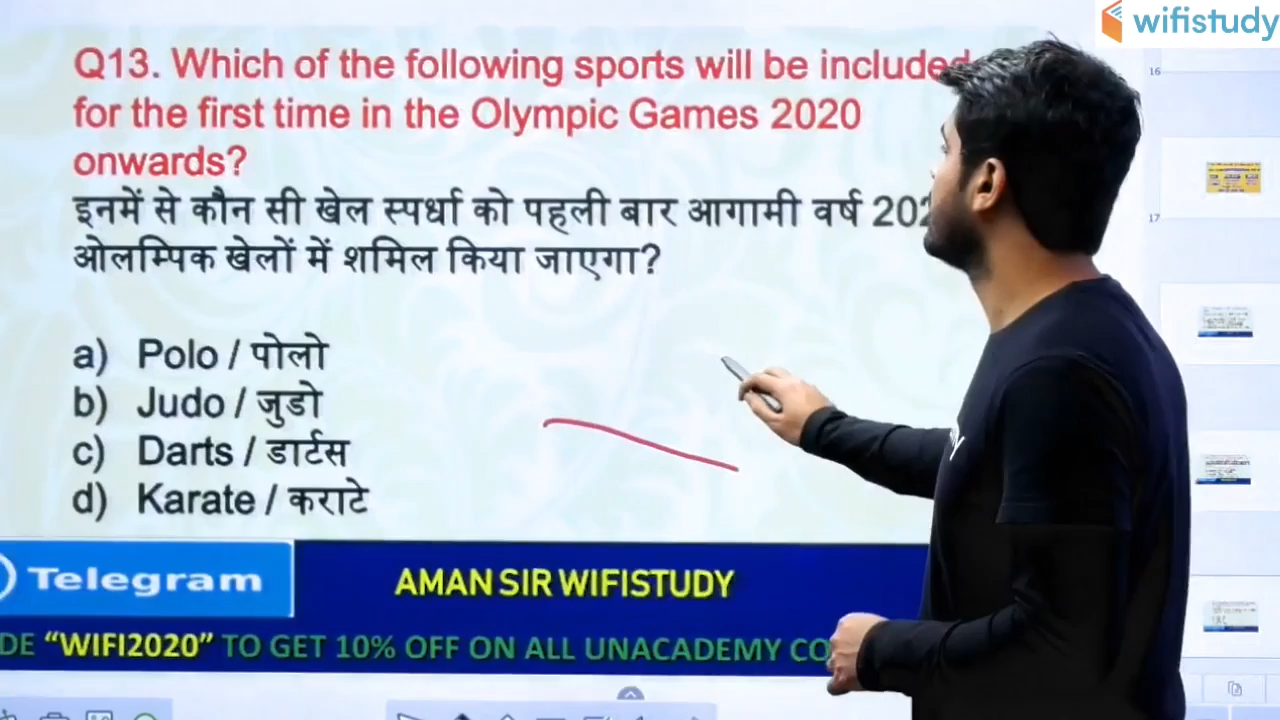 wifistudy
Q13. Which of the following sports will be included
for the first time in the Olympic Games 2020
onwards?
इनमें से कौन सी खेल स्पर्धा को पहली बार आगामी वर्ष 202
ओलम्पिक खेलों में शमिल किया जाएगा?
a) Polo / पोलो
b) Judo / जुडो
c) Darts / डार्टस
d) Karate / कराटे
Telegram
AMAN SIR WIFISTUDY
DE “WIFI2020” TO GET 10% OFF ON ALL UNACADEMY CO
16
17